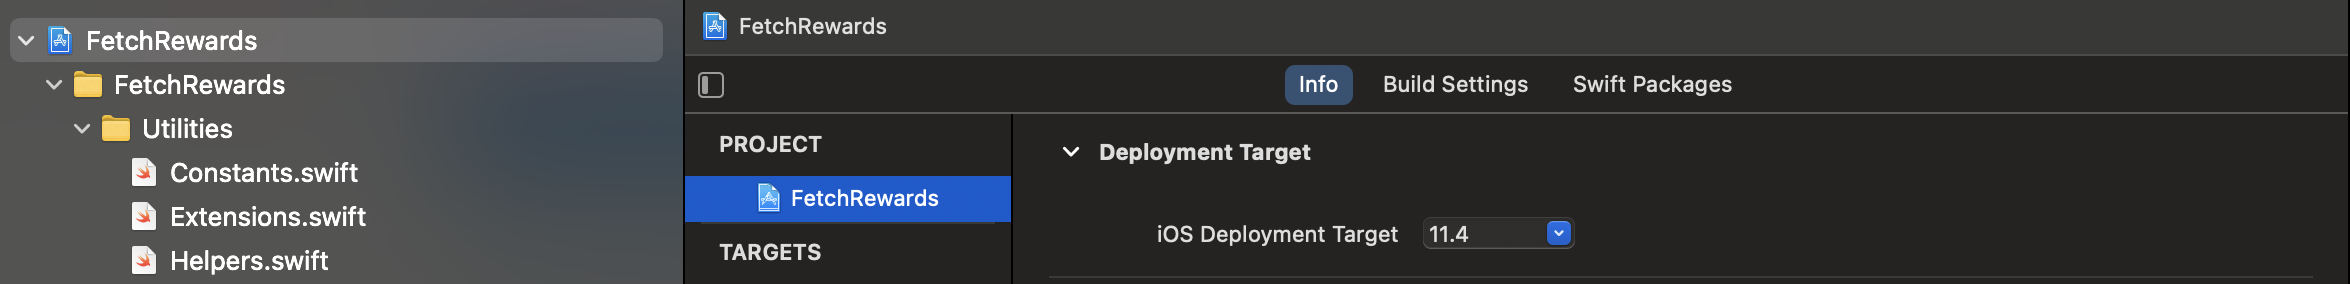 FetchRewards
FetchRewards
Utilities
Constants.swift
Extensions.swift
Helpers.swift
FetchRewards
Info Build Settings Swift Packages
PROJECT
FetchRewards
TARGETS
Deployment Target
iOS Deployment Target 11.4